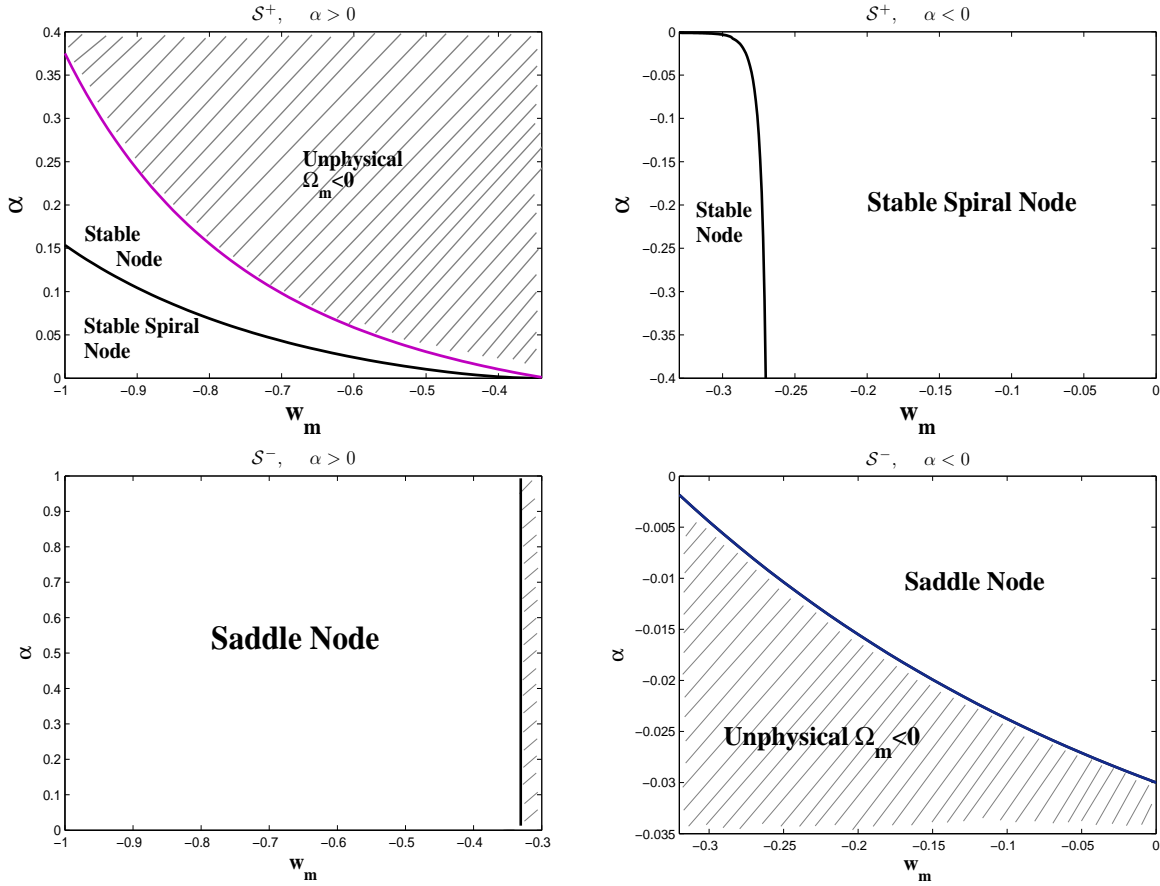 S⁺, α > 0
0.4
0.35
0.3
0.25
0.2
0.15
0.1
0.05
0
α
Unphysical
Ω_m<0
Stable
Node
Stable Spiral
Node
−1 −0.9 −0.8 −0.7 −0.6 −0.5 −0.4
w_m
S⁺, α < 0
0
−0.05
−0.1
−0.15
−0.2
−0.25
−0.3
−0.35
−0.4
α
Stable
Node
Stable Spiral Node
−0.3 −0.25 −0.2 −0.15 −0.1 −0.05 0
w_m
S⁻, α > 0
1
0.9
0.8
0.7
0.6
0.5
0.4
0.3
0.2
0.1
0
α
Saddle Node
−1 −0.9 −0.8 −0.7 −0.6 −0.5 −0.4 −0.3
w_m
S⁻, α < 0
0
−0.005
−0.01
−0.015
−0.02
−0.025
−0.03
−0.035
α
Saddle Node
Unphysical Ω_m<0
−0.3 −0.25 −0.2 −0.15 −0.1 −0.05 0
w_m